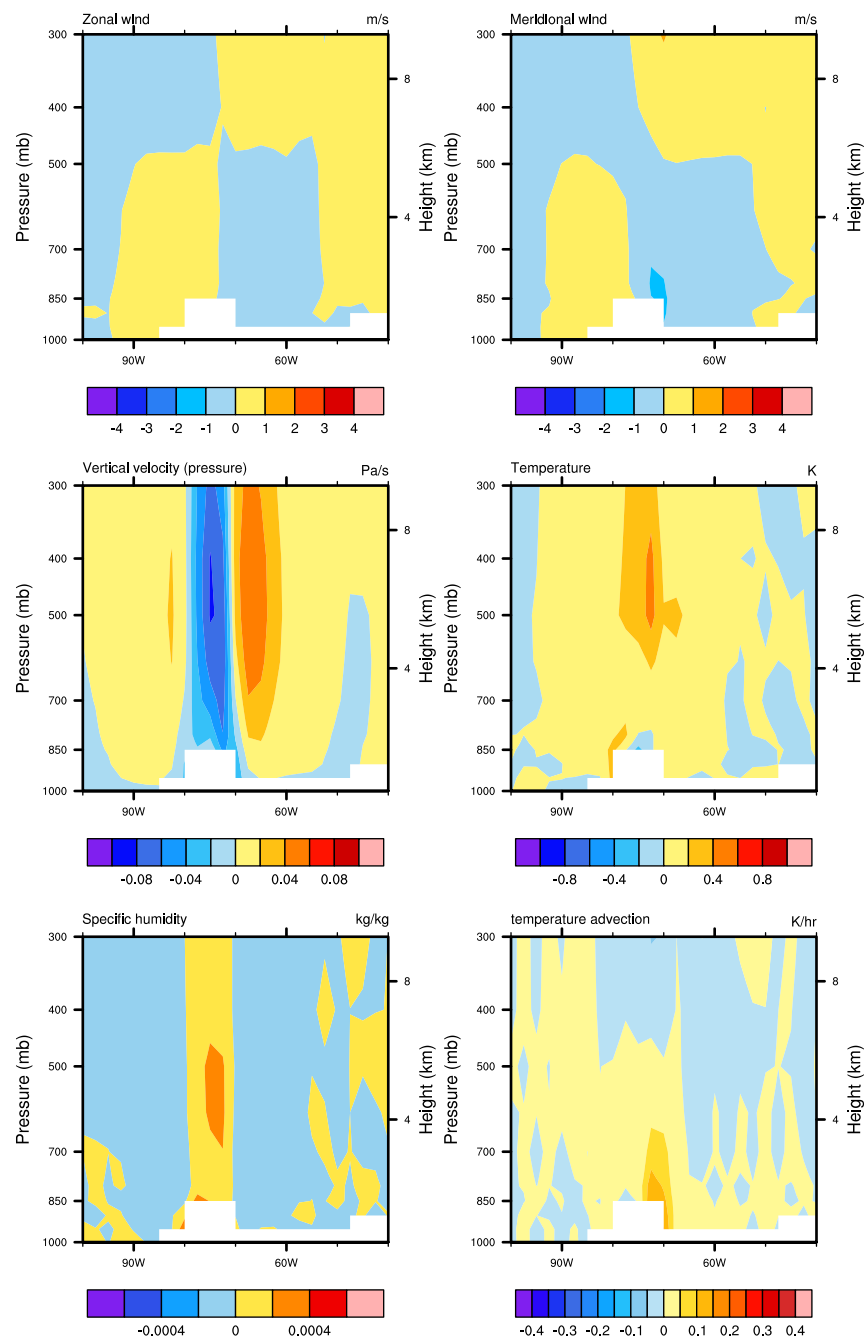 Zonal wind m/s
Meridional wind m/s
300
400
500
700
850
1000
Pressure (mb)
8
4
Height (km)
90W 60W
300
400
500
700
850
1000
Pressure (mb)
8
4
Height (km)
90W 60W
-4 -3 -2 -1 0 1 2 3 4
-4 -3 -2 -1 0 1 2 3 4
Vertical velocity (pressure) Pa/s
Temperature K
300
400
500
700
850
1000
Pressure (mb)
8
4
Height (km)
90W 60W
300
400
500
700
850
1000
Pressure (mb)
8
4
Height (km)
90W 60W
-0.08 -0.04 0 0.04 0.08
-0.8 -0.4 0 0.4 0.8
Specific humidity kg/kg
temperature advection K/hr
300
400
500
700
850
1000
Pressure (mb)
8
4
Height (km)
90W 60W
300
400
500
700
850
1000
Pressure (mb)
8
4
Height (km)
90W 60W
-0.0004 0 0.0004
-0.4 -0.3 -0.2 -0.1 0 0.1 0.2 0.3 0.4